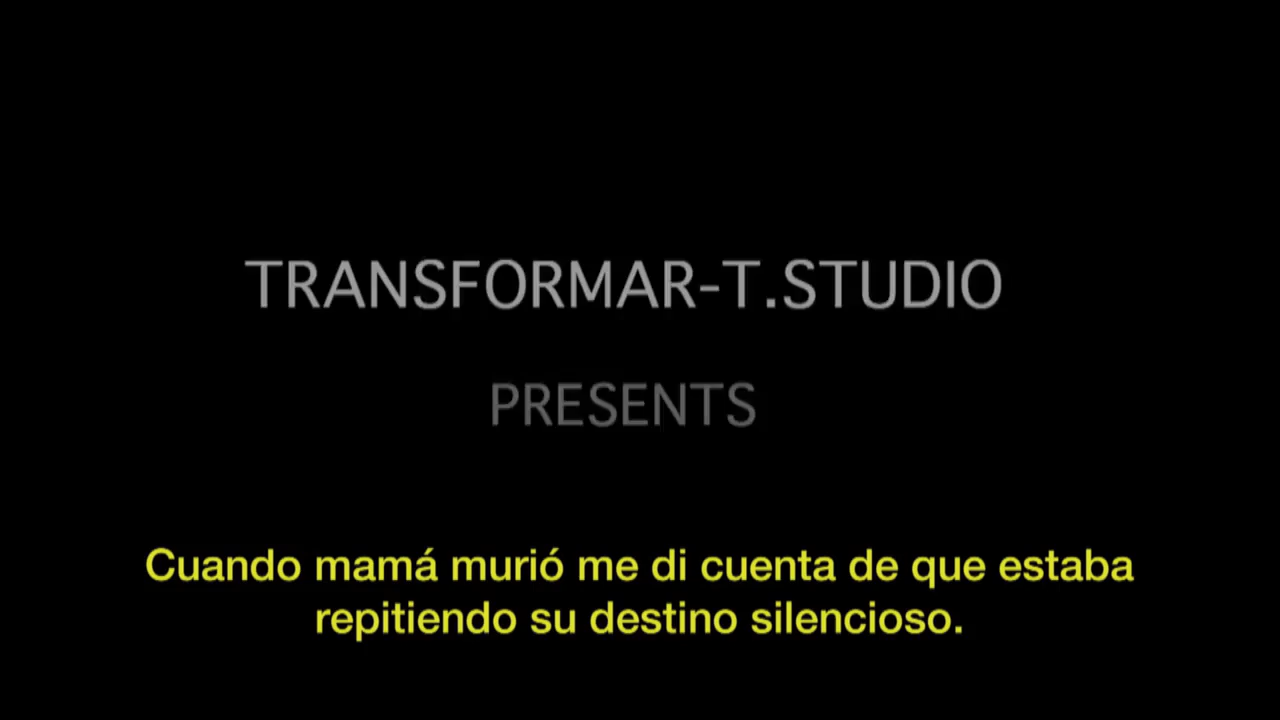 TRANSFORMAR-T.STUDIO
PRESENTS
Cuando mamá murió me di cuenta de que estaba
repitiendo su destino silencioso.